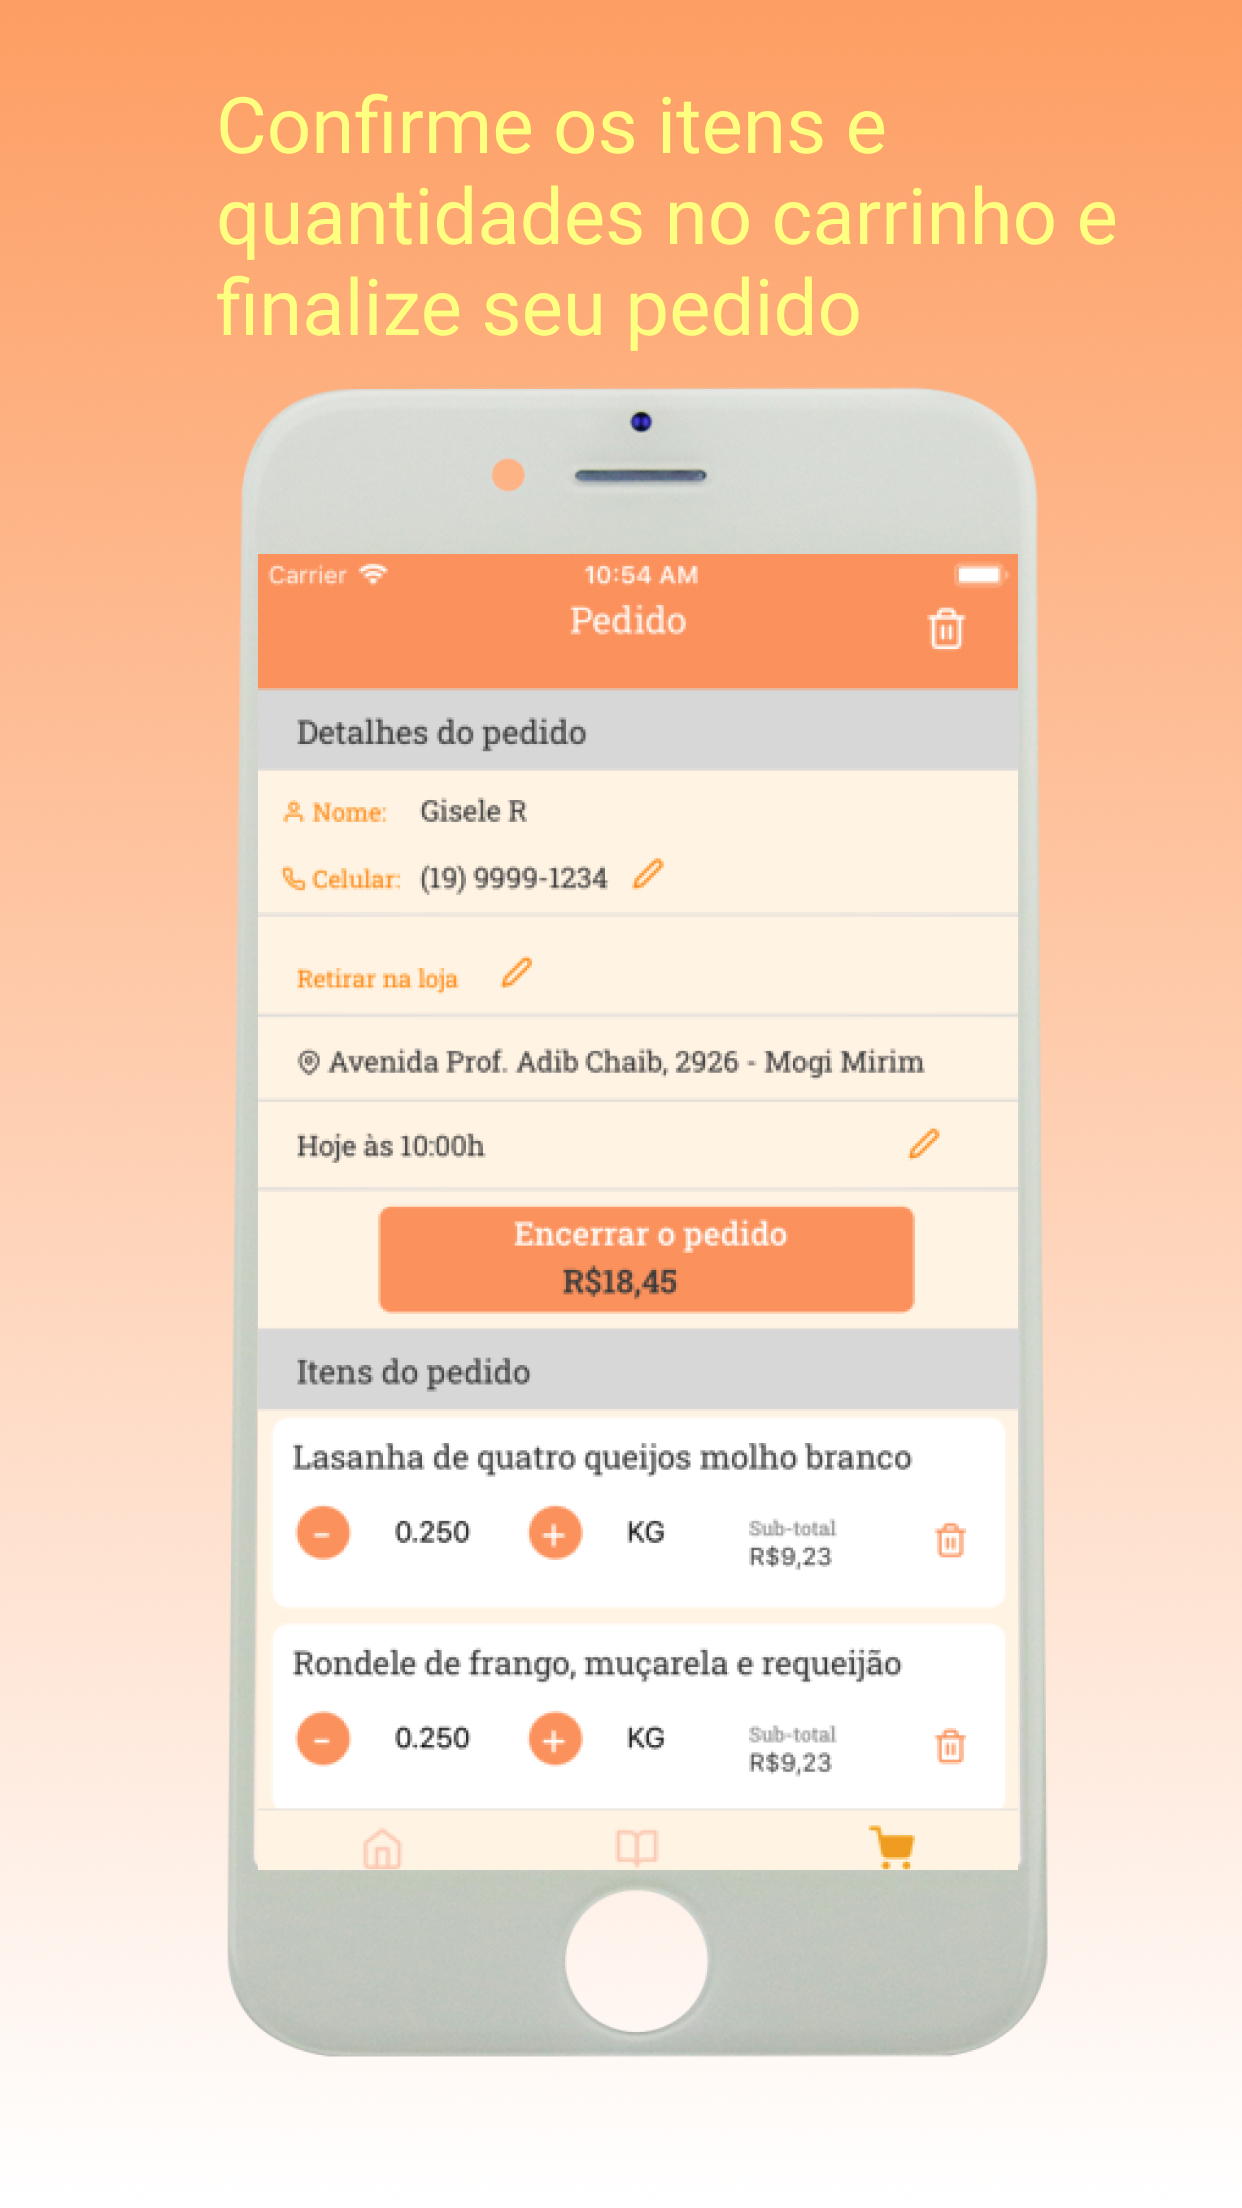 Confirme os itens e
quantidades no carrinho e
finalize seu pedido
Carrier 10:54 AM
Pedido
Detalhes do pedido
Nome: Gisele R
Celular: (19) 9999-1234
Retirar na loja
Avenida Prof. Adib Chaib, 2926 - Mogi Mirim
Hoje às 10:00h
Encerrar o pedido
R$18,45
Itens do pedido
Lasanha de quatro queijos molho branco
- 0.250 + KG
Sub-total
R$9,23
Rondele de frango, muçarela e requeijão
- 0.250 + KG
Sub-total
R$9,23